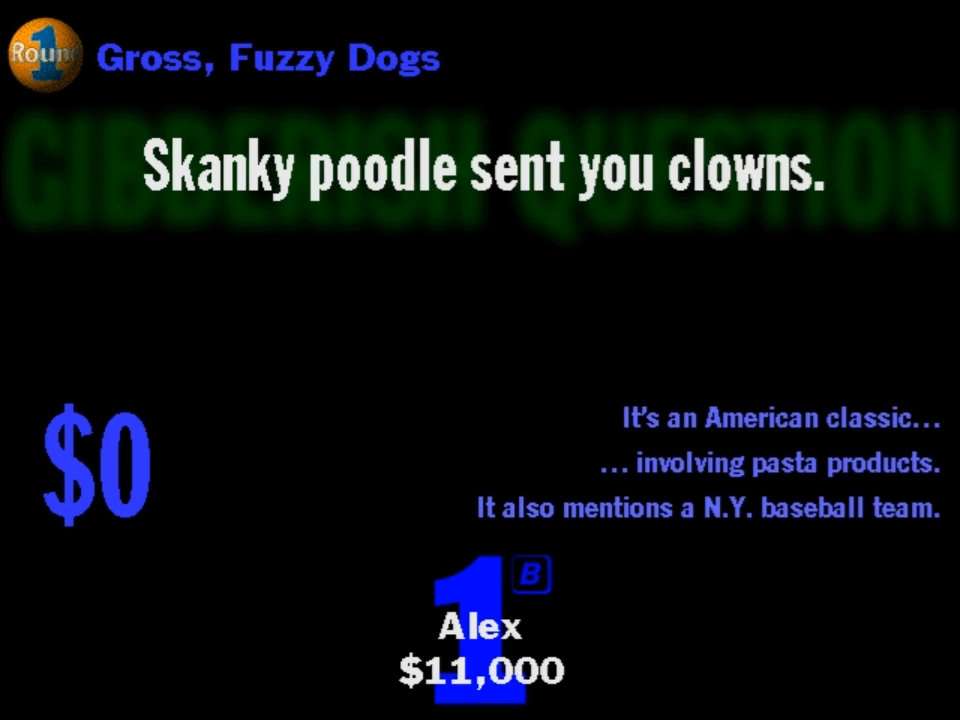 Round 1
Gross, Fuzzy Dogs
GIBBERISH QUESTION
Skanky poodle sent you clowns.
$0
It's an American classic...
... involving pasta products.
It also mentions a N.Y. baseball team.
1
B
Alex
$11,000